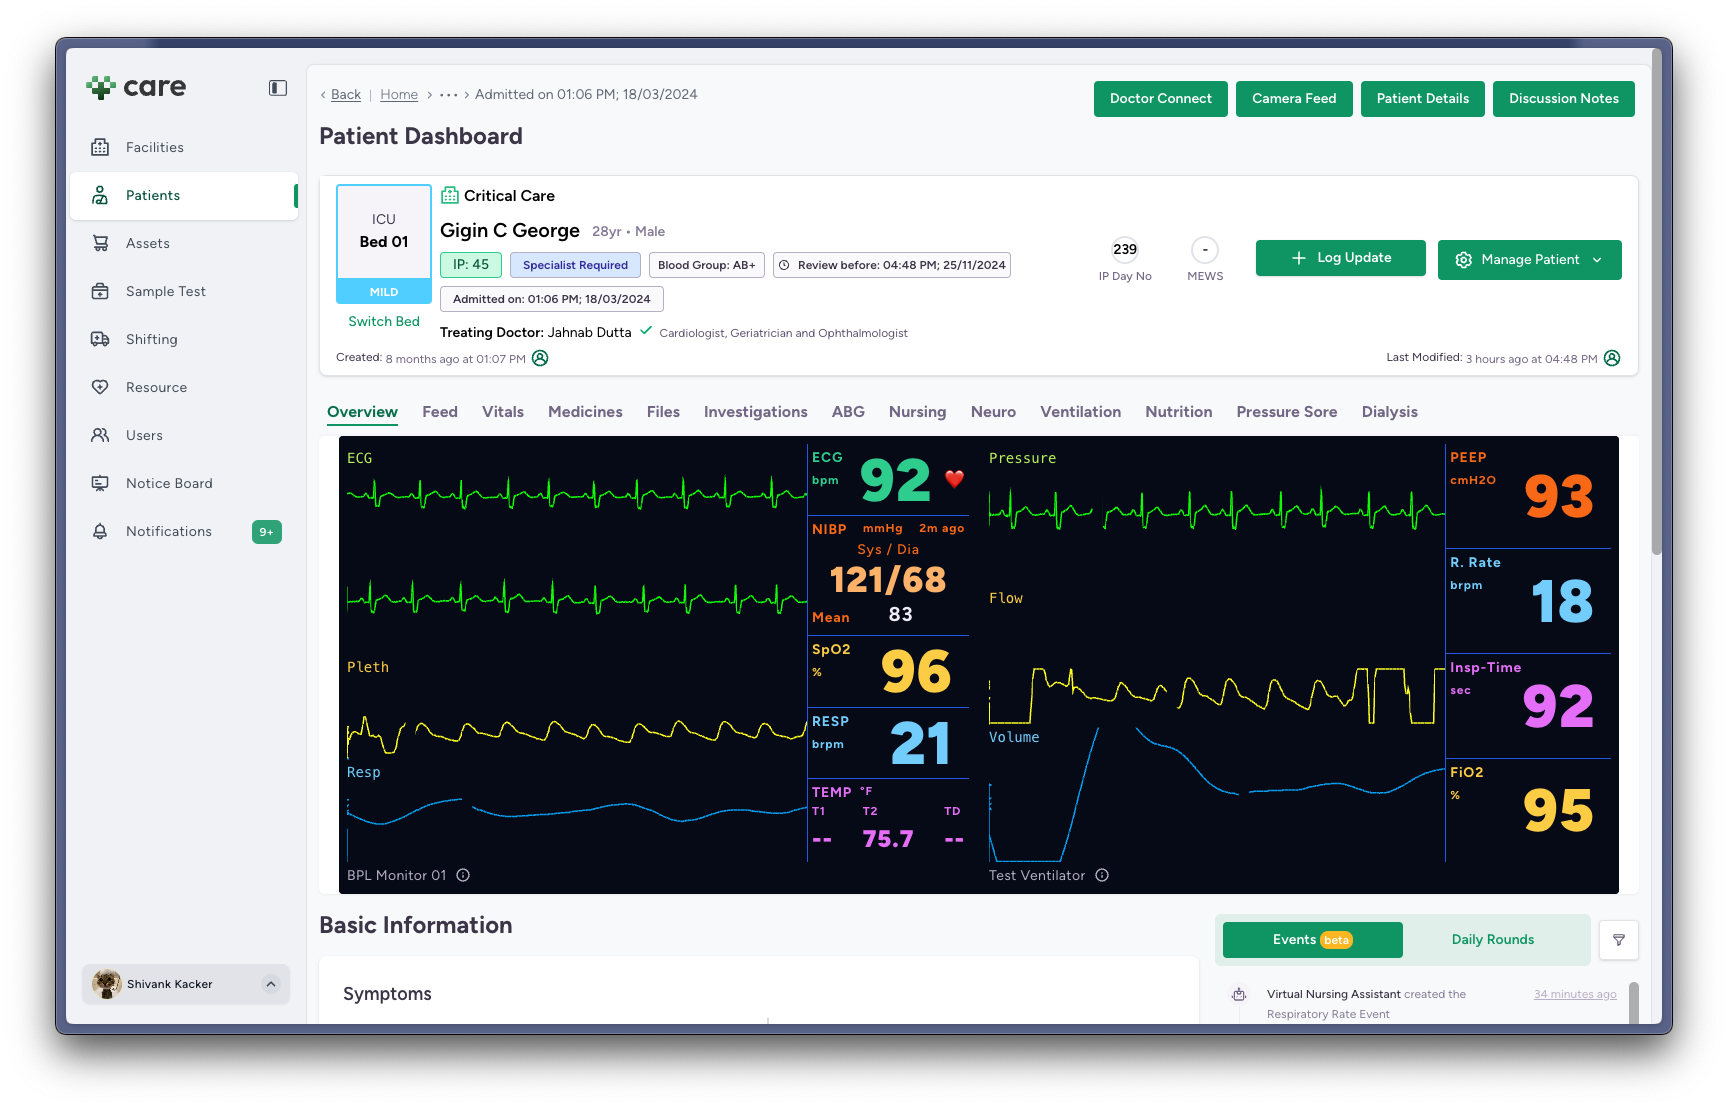 care
Facilities
Patients
Assets
Sample Test
Shifting
Resource
Users
Notice Board
Notifications 9+
Shivank Kacker
‹ Back | Home › ••• › Admitted on 01:06 PM; 18/03/2024
Doctor Connect Camera Feed Patient Details Discussion Notes
Patient Dashboard
ICU
Bed 01
MILD
Switch Bed
Critical Care
Gigin C George 28yr • Male
IP: 45 Specialist Required Blood Group: AB+ Review before: 04:48 PM; 25/11/2024
Admitted on: 01:06 PM; 18/03/2024
Treating Doctor: Jahnab Dutta Cardiologist, Geriatrician and Ophthalmologist
239
IP Day No
-
MEWS
Log Update
Manage Patient
Created: 8 months ago at 01:07 PM
Last Modified: 3 hours ago at 04:48 PM
Overview Feed Vitals Medicines Files Investigations ABG Nursing Neuro Ventilation Nutrition Pressure Sore Dialysis
ECG
Pleth
Resp
BPL Monitor 01
ECG
bpm
92
NIBP mmHg 2m ago
Sys / Dia
121/68
Mean 83
SpO2
%
96
RESP
brpm
21
TEMP °F
T1 T2 TD
-- 75.7 --
Pressure
Flow
Volume
Test Ventilator
PEEP
cmH2O
93
R. Rate
brpm
18
Insp-Time
sec
92
FiO2
%
95
Basic Information
Symptoms
Events beta Daily Rounds
Virtual Nursing Assistant created the 34 minutes ago
Respiratory Rate Event